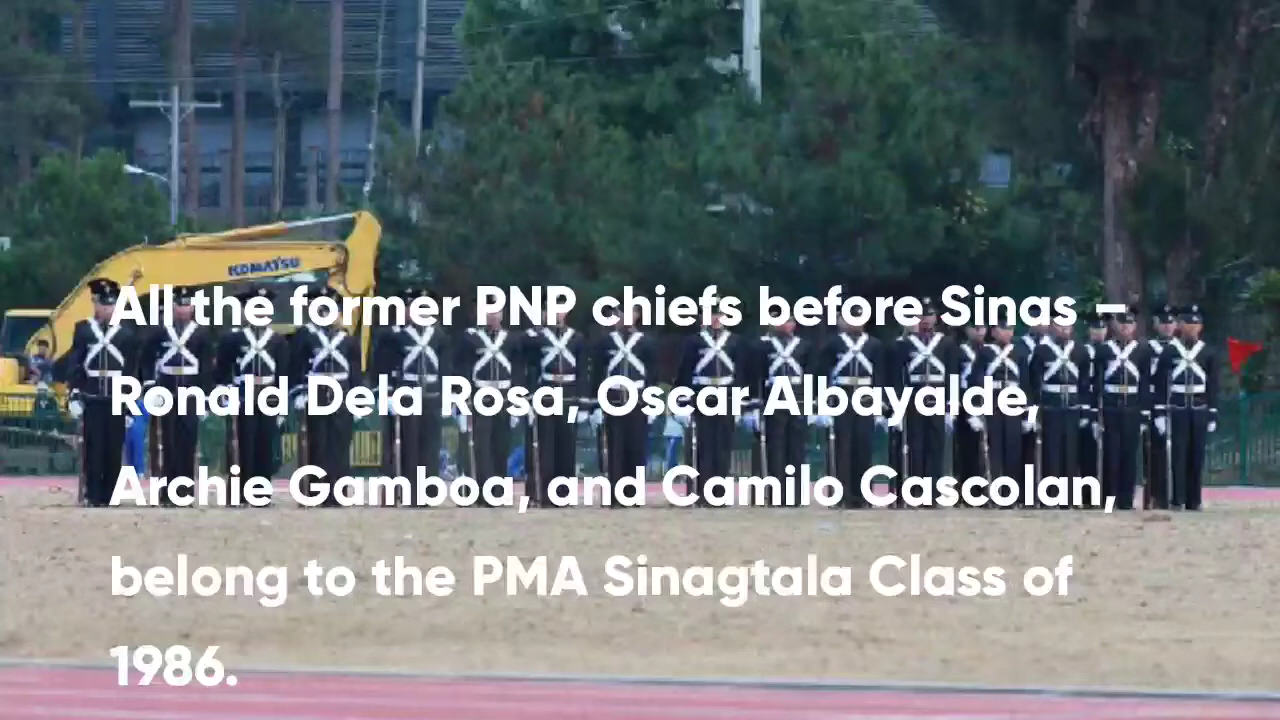 KOMATSU
All the former PNP chiefs before Sinas –
Ronald Dela Rosa, Oscar Albayalde,
Archie Gamboa, and Camilo Cascolan,
belong to the PMA Sinagtala Class of
1986.